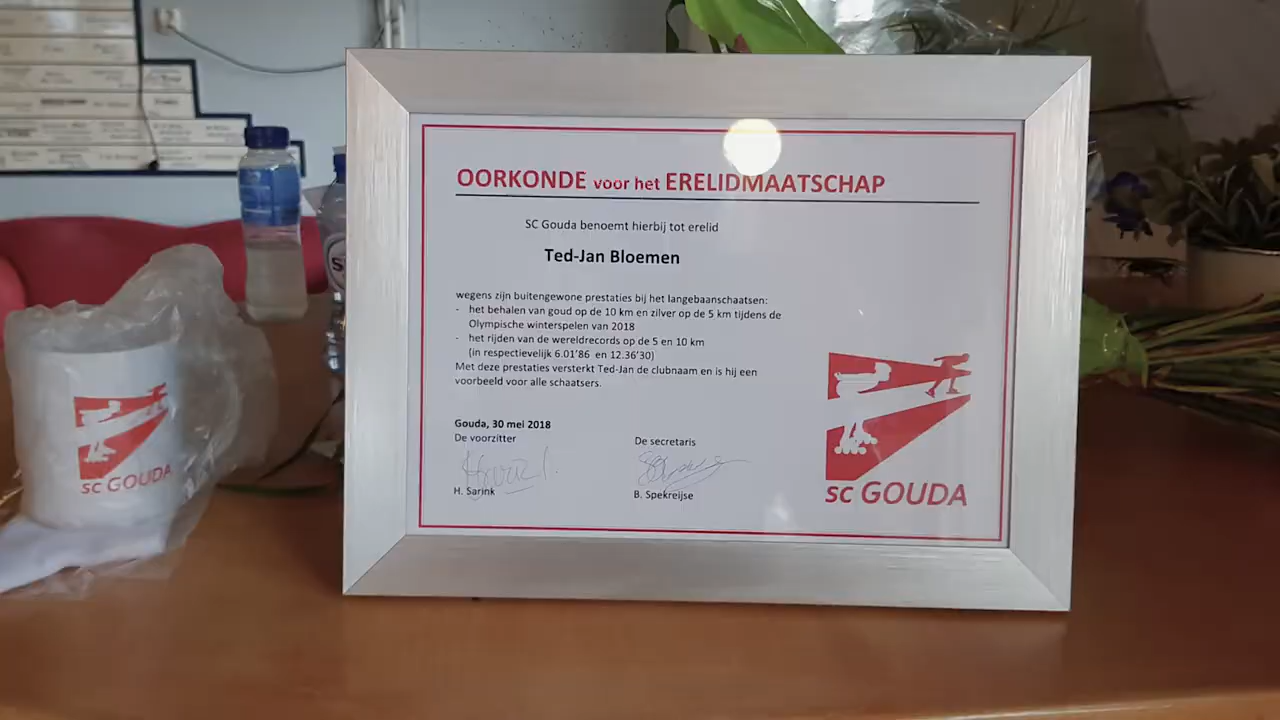 OORKONDE voor het ERELIDMAATSCHAP
SC Gouda benoemt hierbij tot erelid
Ted-Jan Bloemen
wegens zijn buitengewone prestaties bij het langebaanschaatsen:
- het behalen van goud op de 10 km en zilver op de 5 km tijdens de
Olympische winterspelen van 2018
- het rijden van de wereldrecords op de 5 en 10 km
(in respectievelijk 6.01'86 en 12.36'30)
Met deze prestaties versterkt Ted-Jan de clubnaam en is hij een
voorbeeld voor alle schaatsers.
Gouda, 30 mei 2018
De voorzitter
De secretaris
H. Sarink
B. Spekreijse
SC GOUDA
SC GOUDA